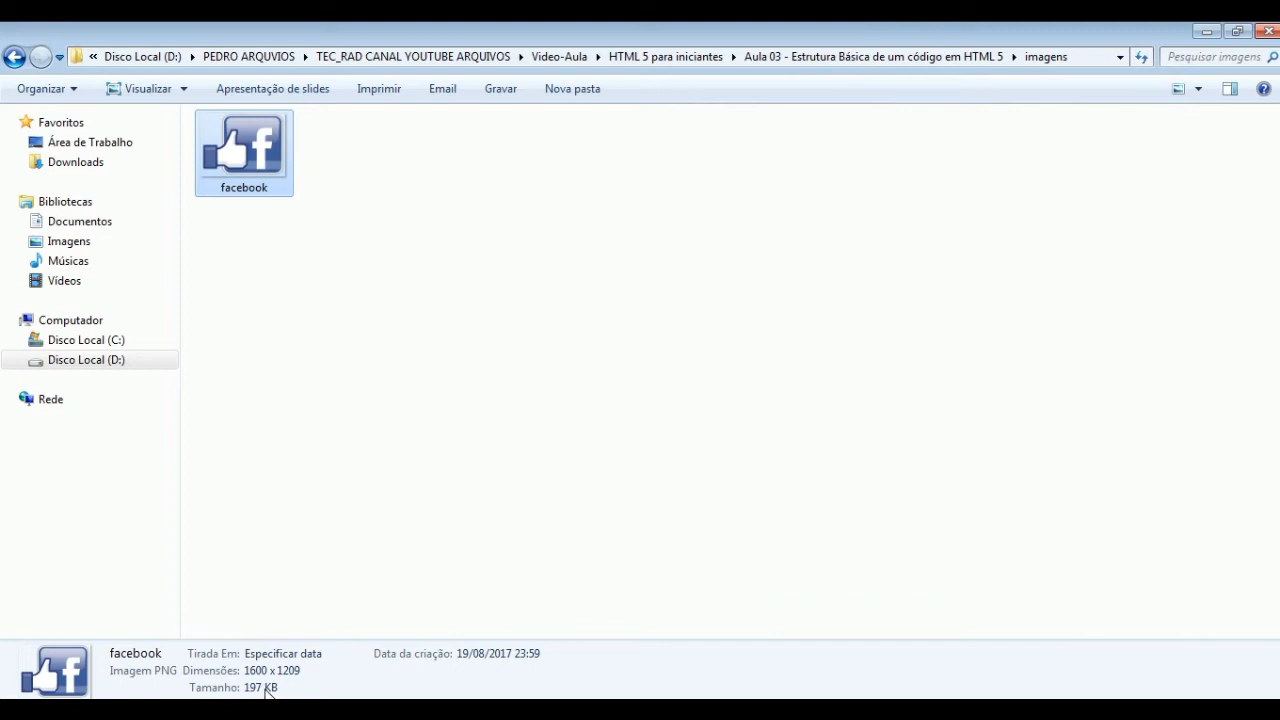 « Disco Local (D:) PEDRO ARQUVIOS TEC_RAD CANAL YOUTUBE ARQUIVOS Video-Aula HTML 5 para iniciantes Aula 03 - Estrutura Básica de um código em HTML 5 imagens Pesquisar imagens
Organizar Visualizar Apresentação de slides Imprimir Email Gravar Nova pasta
Favoritos
Área de Trabalho
Downloads
Bibliotecas
Documentos
Imagens
Músicas
Vídeos
Computador
Disco Local (C:)
Disco Local (D:)
Rede
f
facebook
f
facebook Tirada Em: Especificar data Data da criação: 19/08/2017 23:59
Imagem PNG Dimensões: 1600 x 1209
Tamanho: 197 KB